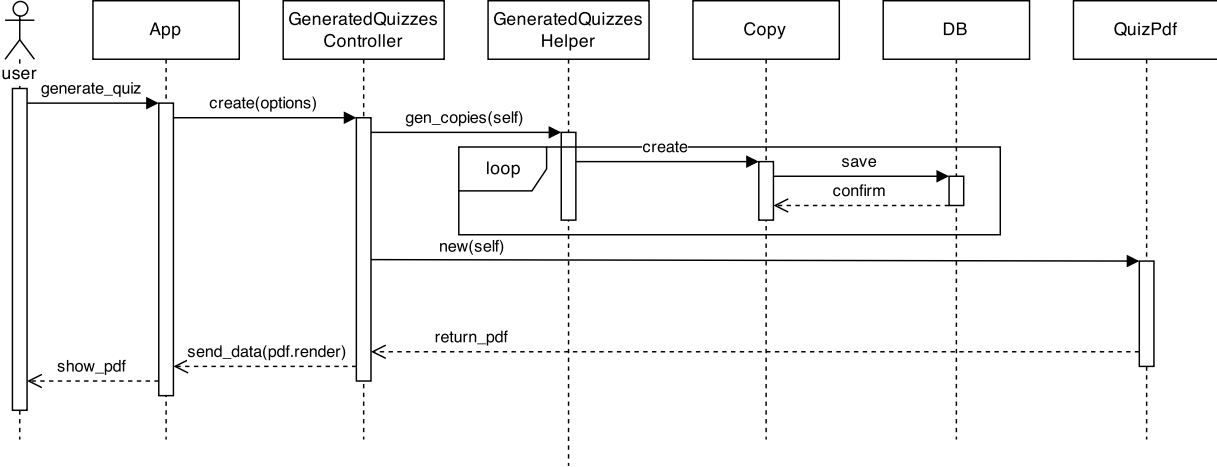 App
GeneratedQuizzes
Controller
GeneratedQuizzes
Helper
Copy
DB
QuizPdf
user
generate_quiz
create(options)
gen_copies(self)
loop
create
save
confirm
new(self)
return_pdf
send_data(pdf.render)
show_pdf